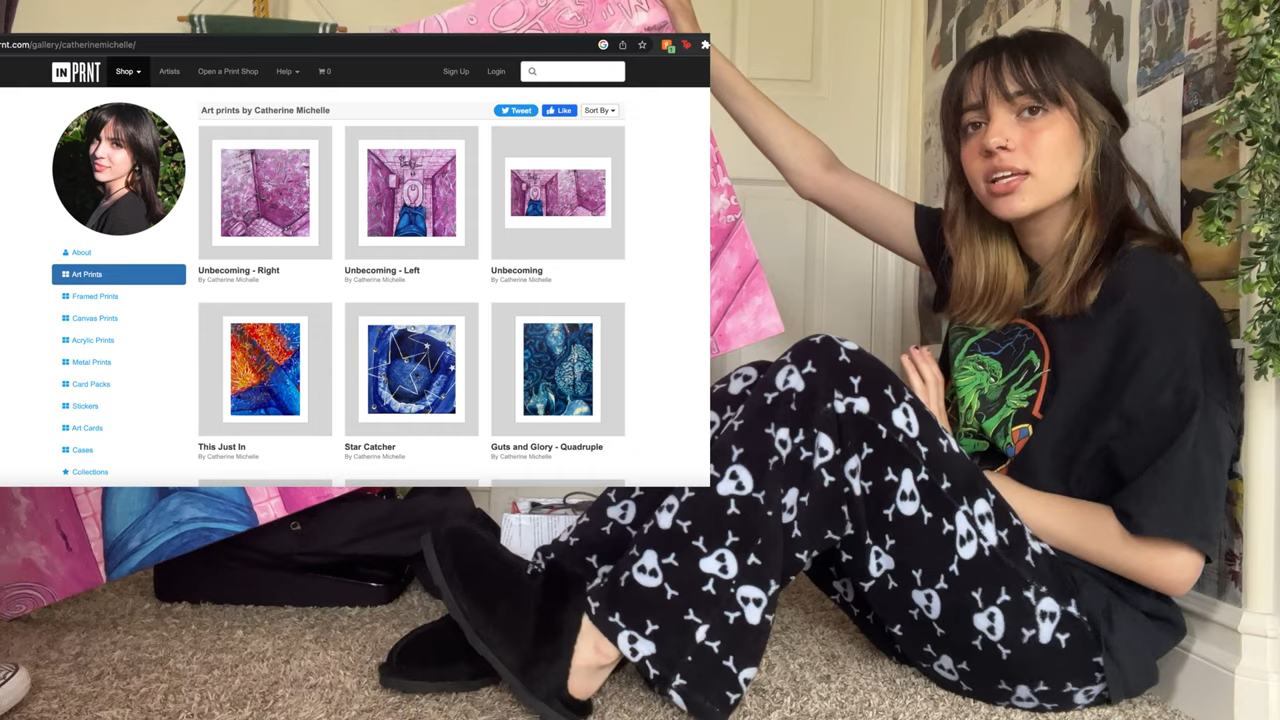 rnt.com/gallery/catherinemichelle/
INPRNT Shop Artists Open a Print Shop Help 0 Sign Up Login
Art prints by Catherine Michelle Tweet Like Sort By
Unbecoming - Right
By Catherine Michelle
Unbecoming - Left
By Catherine Michelle
Unbecoming
By Catherine Michelle
This Just In
By Catherine Michelle
Star Catcher
By Catherine Michelle
Guts and Glory - Quadruple
By Catherine Michelle
About
Art Prints
Framed Prints
Canvas Prints
Acrylic Prints
Metal Prints
Card Packs
Stickers
Art Cards
Cases
Collections